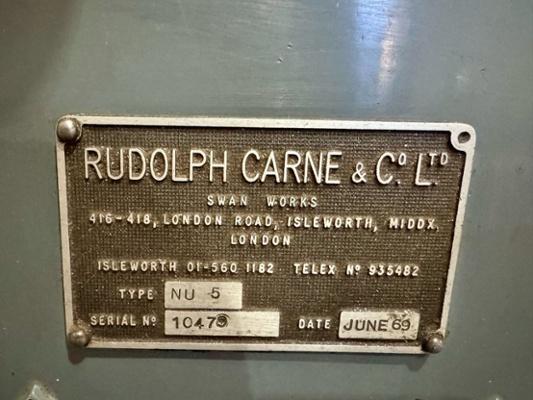 RUDOLPH CARNE & Cº. LTD
SWAN WORKS
416-418, LONDON ROAD, ISLEWORTH, MIDDX.
LONDON
ISLEWORTH 01-560 1182 TELEX Nº 935482
TYPE NU 5
SERIAL Nº
DATE JUNE 69